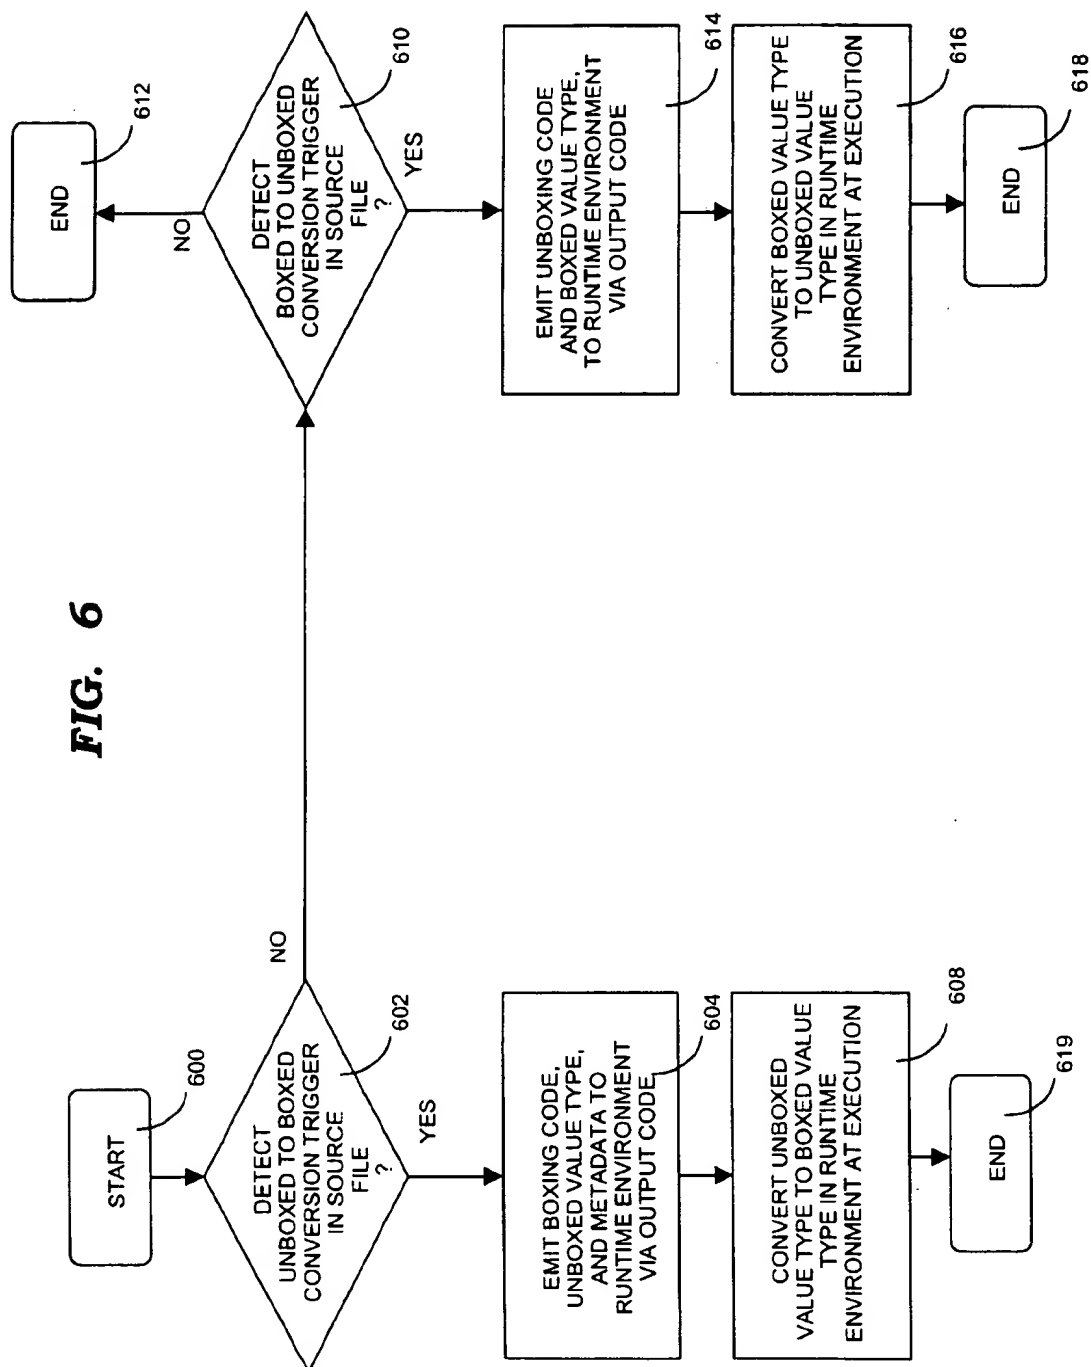 FIG. 6
START
600
DETECT
UNBOXED TO BOXED
CONVERSION TRIGGER
IN SOURCE
FILE
?
602
NO
YES
EMIT BOXING CODE,
UNBOXED VALUE TYPE,
AND METADATA TO
RUNTIME ENVIRONMENT
VIA OUTPUT CODE
604
CONVERT UNBOXED
VALUE TYPE TO BOXED VALUE
TYPE IN RUNTIME
ENVIRONMENT AT EXECUTION
608
END
619
DETECT
BOXED TO UNBOXED
CONVERSION TRIGGER
IN SOURCE
FILE
?
610
NO
END
612
YES
EMIT UNBOXING CODE
AND BOXED VALUE TYPE,
TO RUNTIME ENVIRONMENT
VIA OUTPUT CODE
614
CONVERT BOXED VALUE TYPE
TO UNBOXED VALUE
TYPE IN RUNTIME
ENVIRONMENT AT EXECUTION
616
END
618